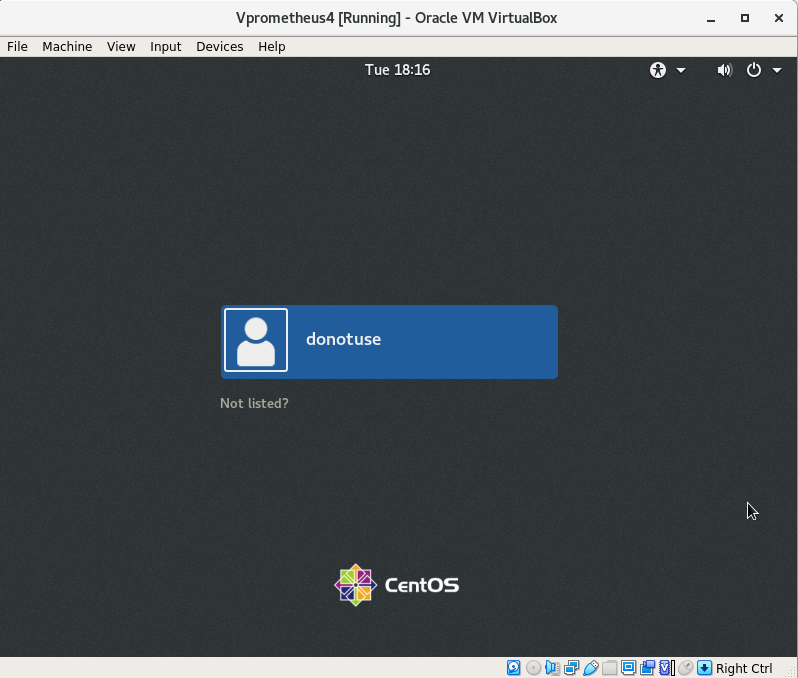 Vprometheus4 [Running] - Oracle VM VirtualBox
File Machine View Input Devices Help
Tue 18:16
donotuse
Not listed?
CentOS
Right Ctrl